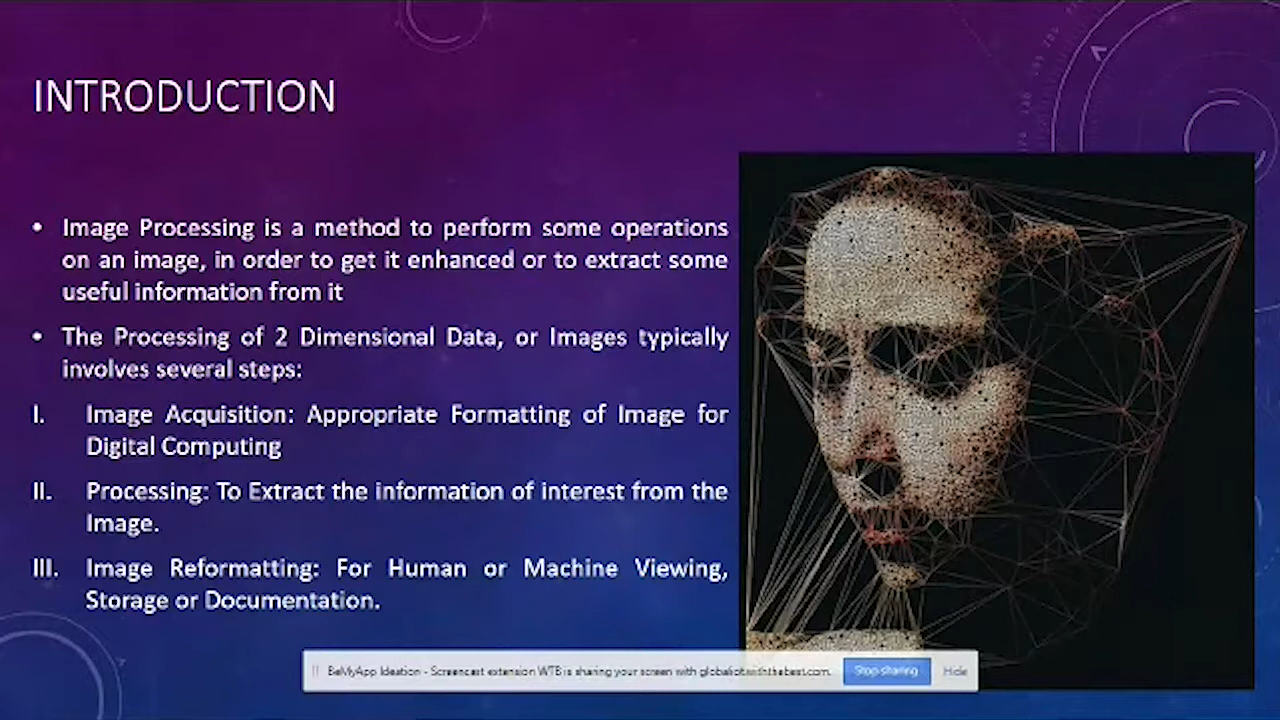 INTRODUCTION
• Image Processing is a method to perform some operations
on an image, in order to get it enhanced or to extract some
useful information from it
• The Processing of 2 Dimensional Data, or Images typically
involves several steps:
I. Image Acquisition: Appropriate Formatting of Image for
Digital Computing
II. Processing: To Extract the information of interest from the
Image.
III. Image Reformatting: For Human or Machine Viewing,
Storage or Documentation.
BeMyApp Ideation - Screencast extension WTB is sharing your screen with globaliot.withthebest.com. Stop sharing Hide